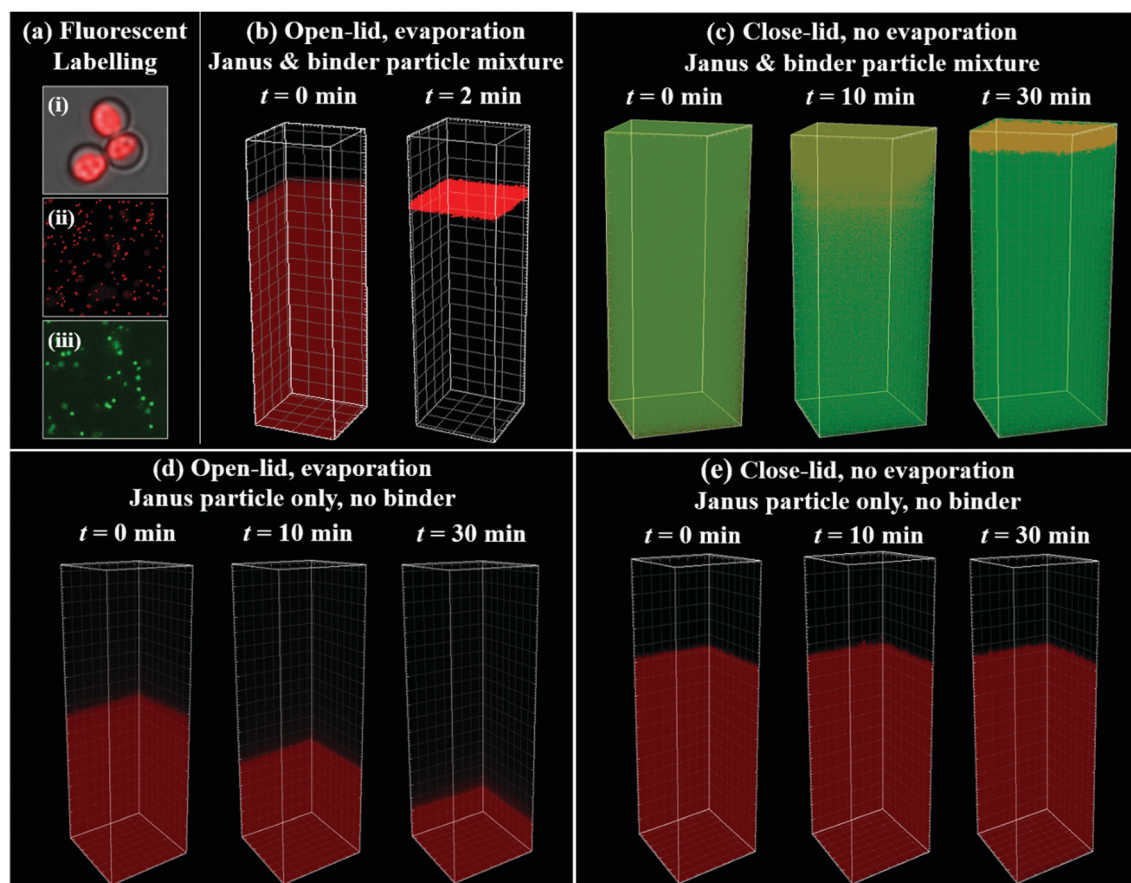 (a) Fluorescent
Labelling
(i)
(ii)
(iii)
(b) Open-lid, evaporation
Janus & binder particle mixture
t = 0 min
t = 2 min
(c) Close-lid, no evaporation
Janus & binder particle mixture
t = 0 min
t = 10 min
t = 30 min
(d) Open-lid, evaporation
Janus particle only, no binder
t = 0 min
t = 10 min
t = 30 min
(e) Close-lid, no evaporation
Janus particle only, no binder
t = 0 min
t = 10 min
t = 30 min